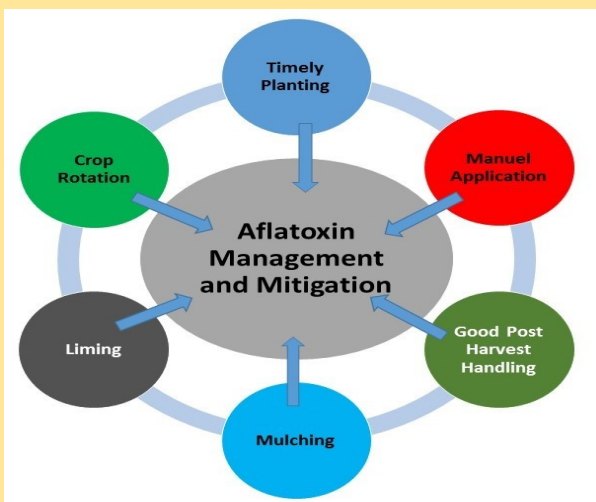 Timely
Planting
Crop
Rotation
Manuel
Application
Aflatoxin
Management
and Mitigation
Liming
Good Post
Harvest
Handling
Mulching